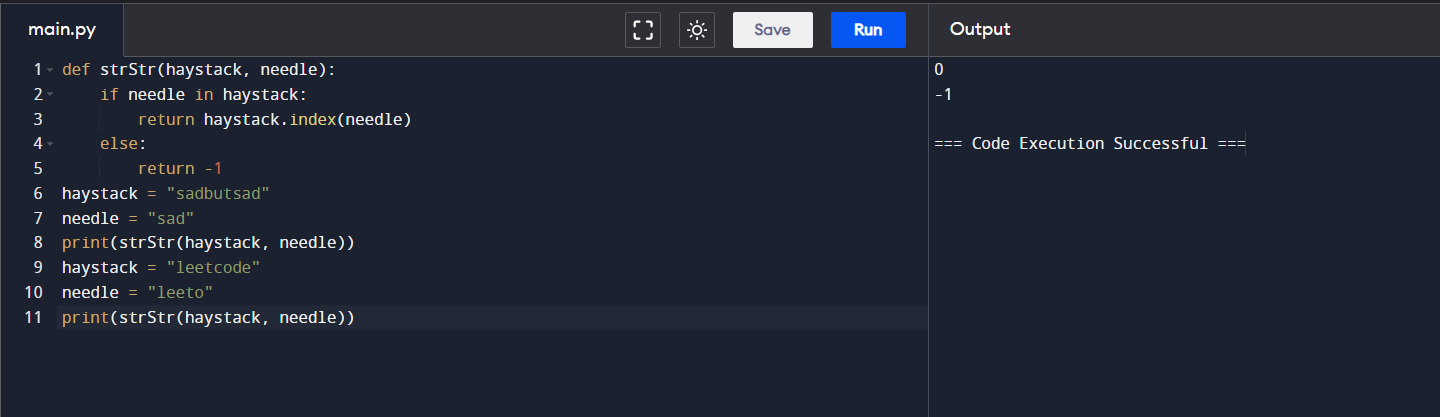 main.py
Save
Run
Output
1 def strStr(haystack, needle):
2     if needle in haystack:
3         return haystack.index(needle)
4     else:
5         return -1
6 haystack = "sadbutsad"
7 needle = "sad"
8 print(strStr(haystack, needle))
9 haystack = "leetcode"
10 needle = "leeto"
11 print(strStr(haystack, needle))
0
-1
=== Code Execution Successful ===